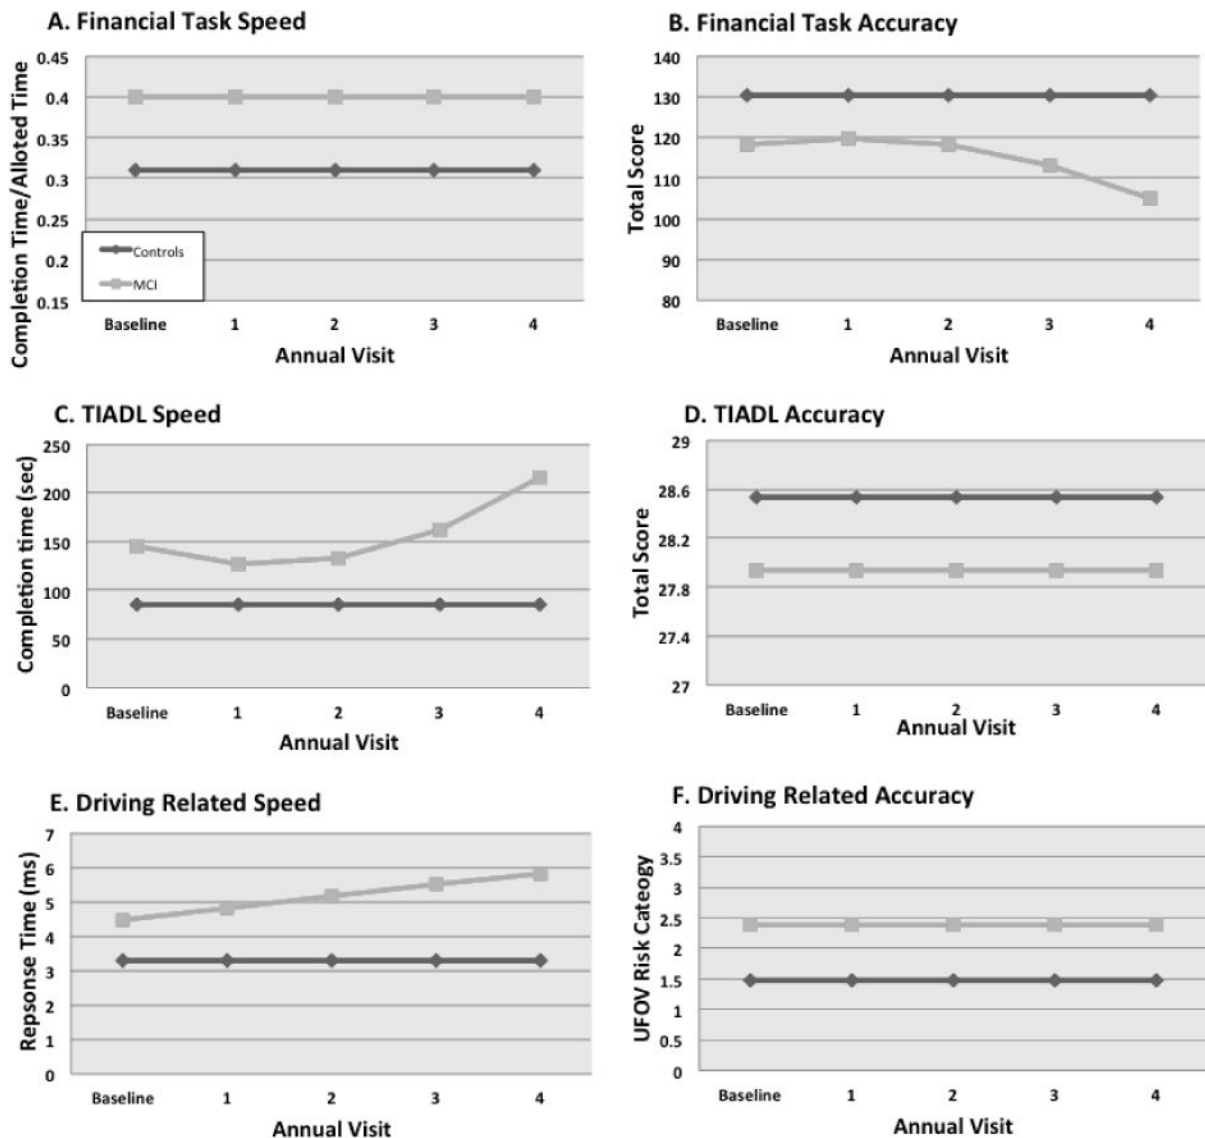 A. Financial Task Speed
Completion Time/Alloted Time
0.45
0.4
0.35
0.3
0.25
0.2
0.15
Controls
MCI
Baseline 1 2 3 4
Annual Visit
B. Financial Task Accuracy
Total Score
140
130
120
110
100
90
80
Baseline 1 2 3 4
Annual Visit
C. TIADL Speed
Completion time (sec)
250
200
150
100
50
0
Baseline 1 2 3 4
Annual Visit
D. TIADL Accuracy
Total Score
29
28.6
28.2
27.8
27.4
27
Baseline 1 2 3 4
Annual Visit
E. Driving Related Speed
Repsonse Time (ms)
7
6
5
4
3
2
1
0
Baseline 1 2 3 4
Annual Visit
F. Driving Related Accuracy
UFOV Risk Cateogy
4
3.5
3
2.5
2
1.5
1
0.5
0
Baseline 1 2 3 4
Annual Visit